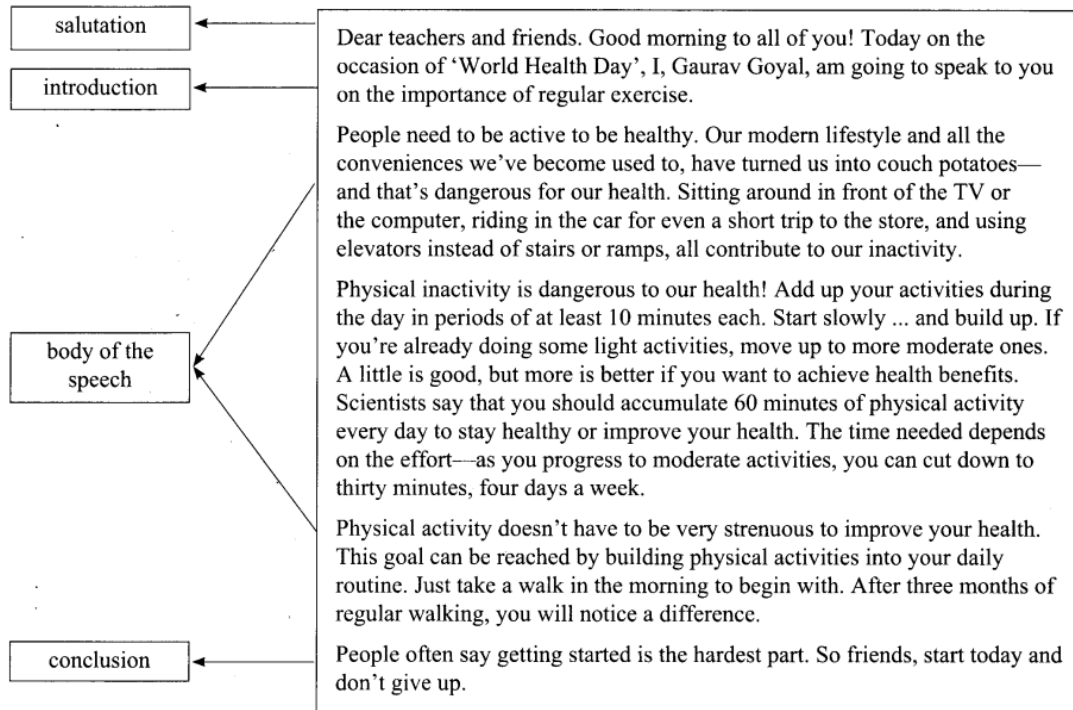 salutation
introduction
body of the
speech
conclusion
Dear teachers and friends. Good morning to all of you! Today on the
occasion of ‘World Health Day’, I, Gaurav Goyal, am going to speak to you
on the importance of regular exercise.
People need to be active to be healthy. Our modern lifestyle and all the
conveniences we’ve become used to, have turned us into couch potatoes—
and that’s dangerous for our health. Sitting around in front of the TV or
the computer, riding in the car for even a short trip to the store, and using
elevators instead of stairs or ramps, all contribute to our inactivity.
Physical inactivity is dangerous to our health! Add up your activities during
the day in periods of at least 10 minutes each. Start slowly ... and build up. If
you’re already doing some light activities, move up to more moderate ones.
A little is good, but more is better if you want to achieve health benefits.
Scientists say that you should accumulate 60 minutes of physical activity
every day to stay healthy or improve your health. The time needed depends
on the effort—as you progress to moderate activities, you can cut down to
thirty minutes, four days a week.
Physical activity doesn’t have to be very strenuous to improve your health.
This goal can be reached by building physical activities into your daily
routine. Just take a walk in the morning to begin with. After three months of
regular walking, you will notice a difference.
People often say getting started is the hardest part. So friends, start today and
don’t give up.